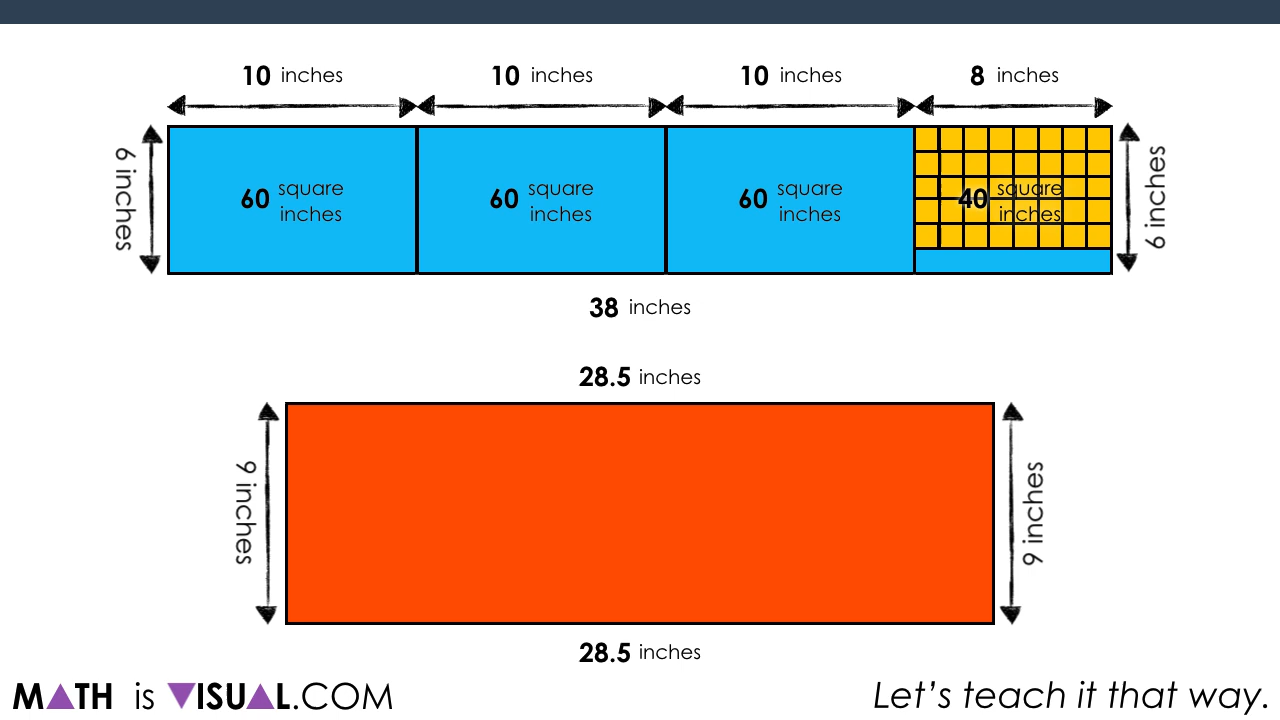 10 inches 10 inches 10 inches 8 inches
6 inches
60 square inches
60 square inches
60 square inches
40 square inches
6 inches
38 inches
28.5 inches
9 inches
9 inches
28.5 inches
MATH is VISUAL.COM
Let's teach it that way.